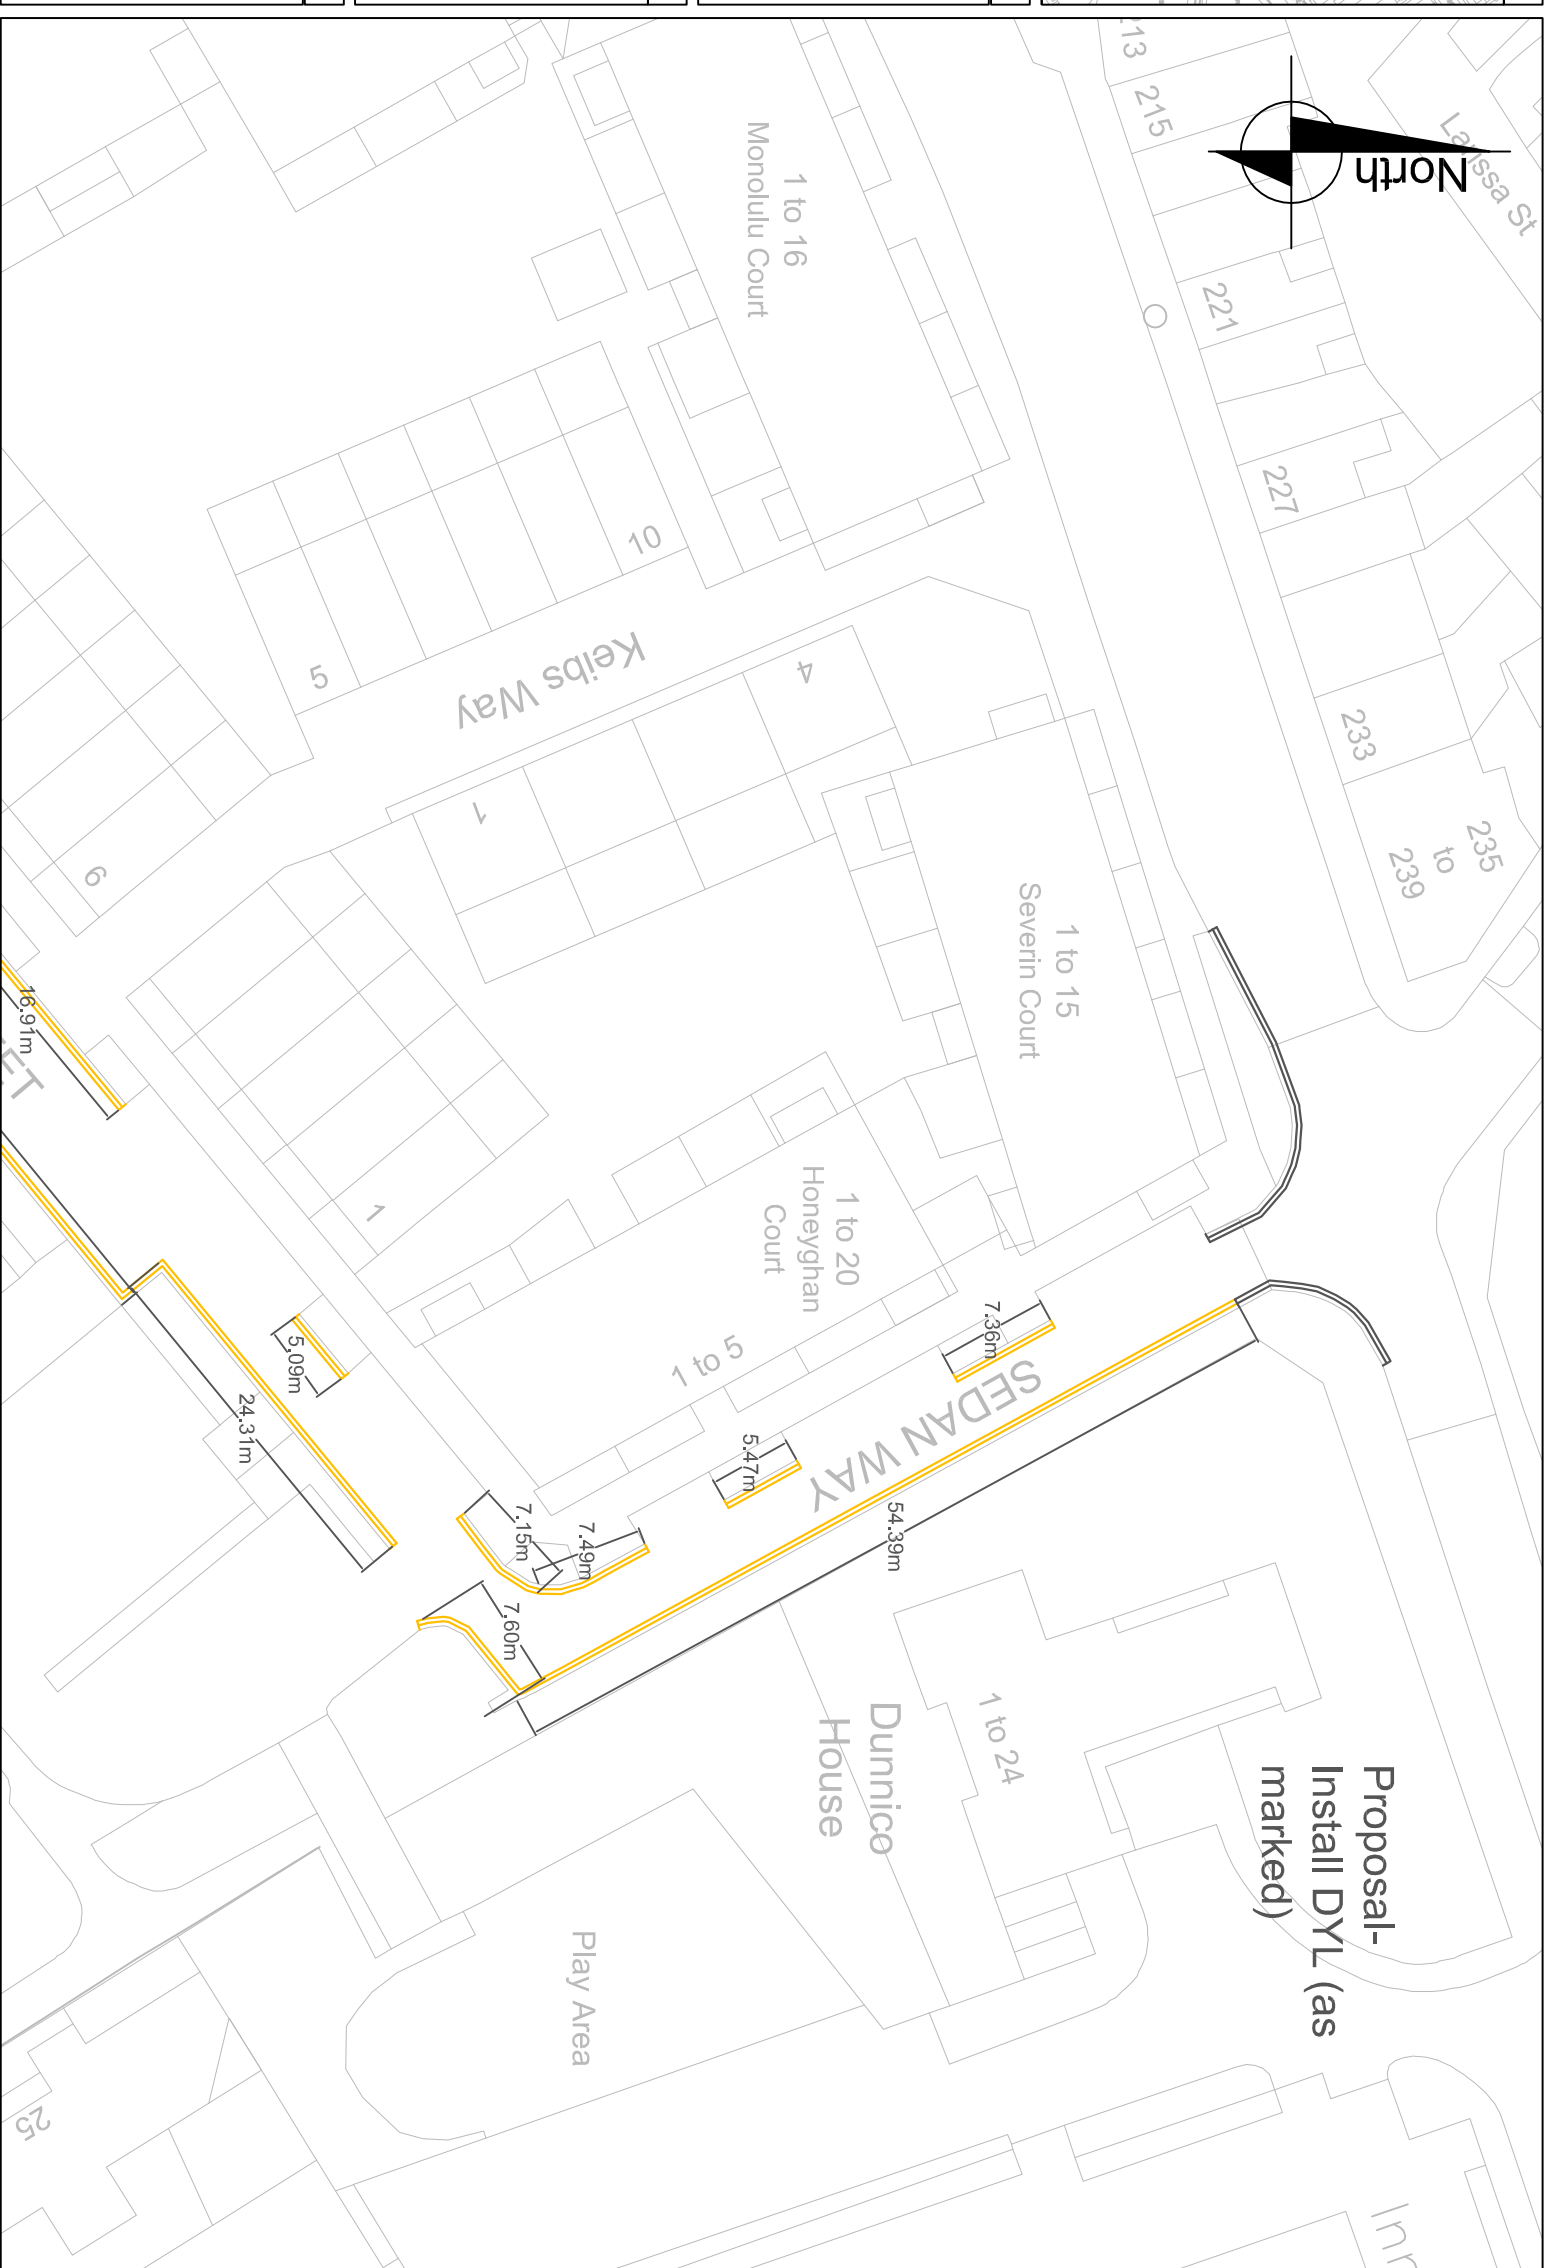 Proposal-
Install DYL (as
marked)
North
213
215
221
227
233
235
to
239
1 to 16
Monolulu Court
10
5
Keibs Way
4
1
6
1 to 15
Severin Court
1 to 20
Honeyghan
Court
1 to 5
1
SEDAN WAY
7.36m
5.47m
54.39m
7.49m
7.15m
7.60m
5.09m
24.31m
16.91m
1 to 24
Dunnico
House
Play Area
25